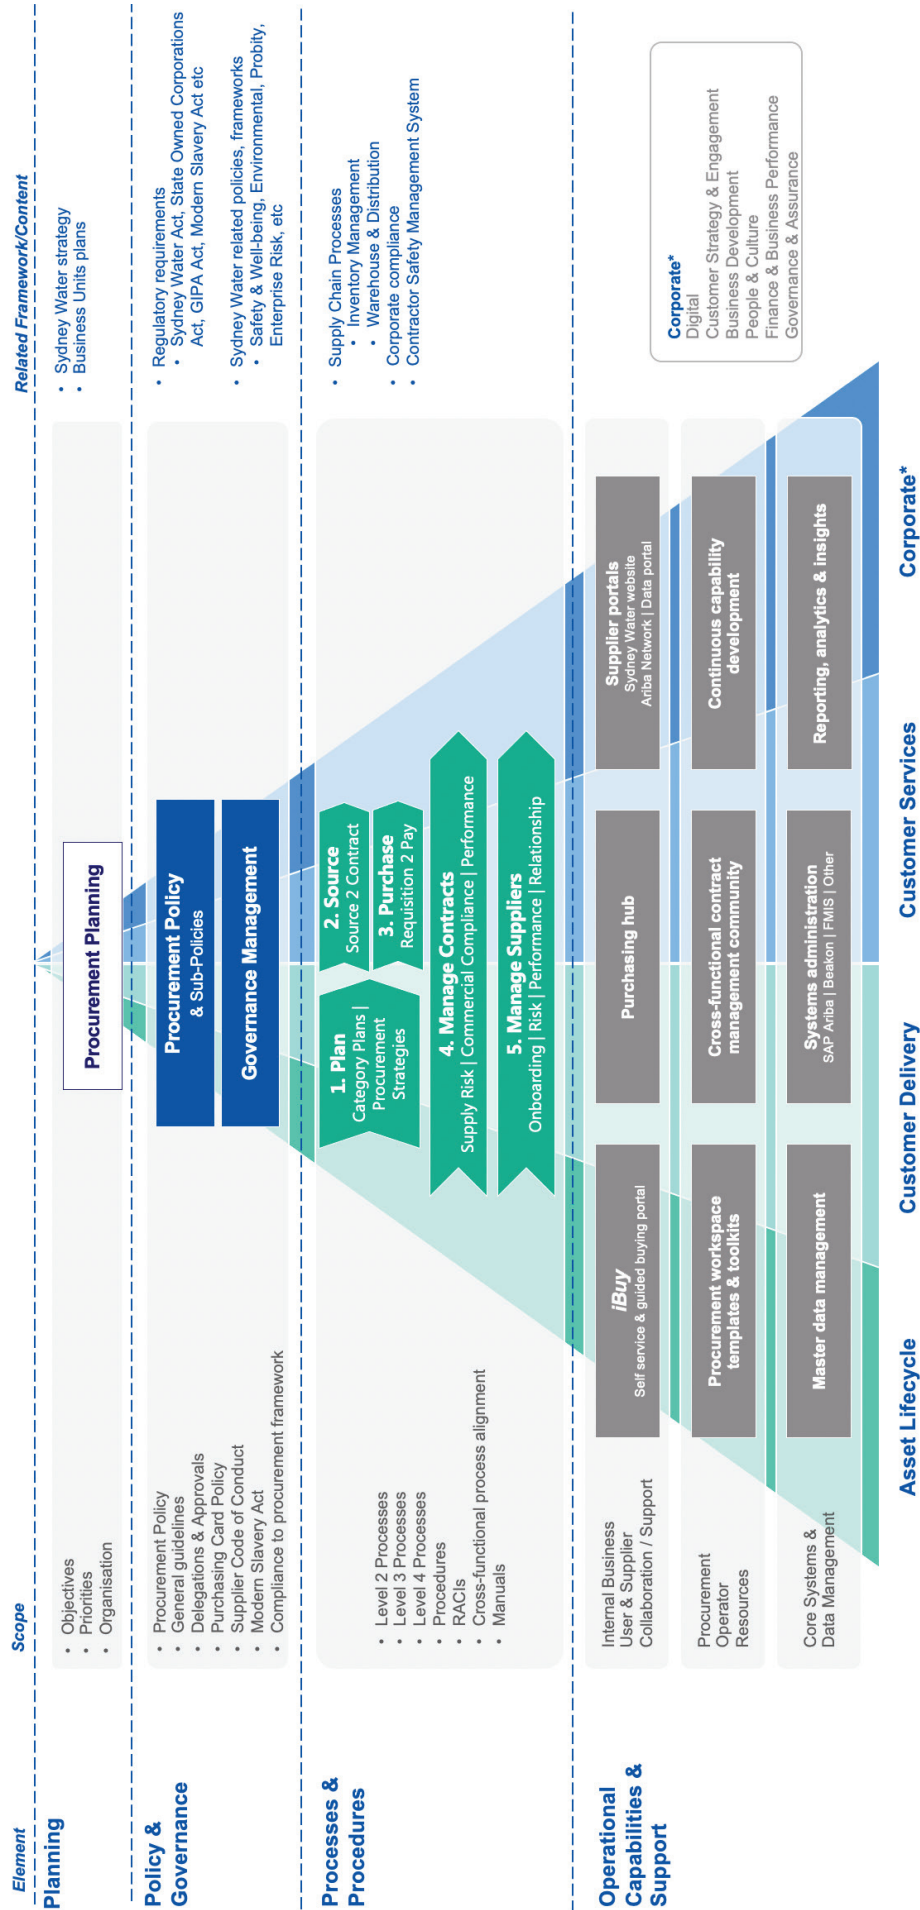 Element
Scope
Related Framework/Content
Planning
• Objectives
• Priorities
• Organisation
Procurement Planning
• Sydney Water strategy
• Business Units plans
Policy &
Governance
• Procurement Policy
• General guidelines
• Delegations & Approvals
• Purchasing Card Policy
• Supplier Code of Conduct
• Modern Slavery Act
• Compliance to procurement framework
Procurement Policy
& Sub-Policies
Governance Management
• Regulatory requirements
• Sydney Water Act, State Owned Corporations
Act, GIPA Act, Modern Slavery Act etc
• Sydney Water related policies, frameworks
• Safety & Well-being, Environmental, Probity,
Enterprise Risk, etc
Processes &
Procedures
• Level 2 Processes
• Level 3 Processes
• Level 4 Processes
• Procedures
• RACIs
• Cross-functional process alignment
• Manuals
1. Plan
Category Plans |
Procurement
Strategies
2. Source
Source 2 Contract
3. Purchase
Requisition 2 Pay
4. Manage Contracts
Supply Risk | Commercial Compliance | Performance
5. Manage Suppliers
Onboarding | Risk | Performance | Relationship
• Supply Chain Processes
• Inventory Management
• Warehouse & Distribution
• Corporate compliance
• Contractor Safety Management System
Operational
Capabilities &
Support
Internal Business
User & Supplier
Collaboration / Support
iBuy
Self service & guided buying portal
Purchasing hub
Supplier portals
Sydney Water website
Ariba Network | Data portal
Procurement
Operator
Resources
Procurement workspace
templates & toolkits
Cross-functional contract
management community
Continuous capability
development
Core Systems &
Data Management
Master data management
Systems administration
SAP Ariba | Beakon | FMIS | Other
Reporting, analytics & insights
Corporate*
Digital
Customer Strategy & Engagement
Business Development
People & Culture
Finance & Business Performance
Governance & Assurance
Asset Lifecycle
Customer Delivery
Customer Services
Corporate*